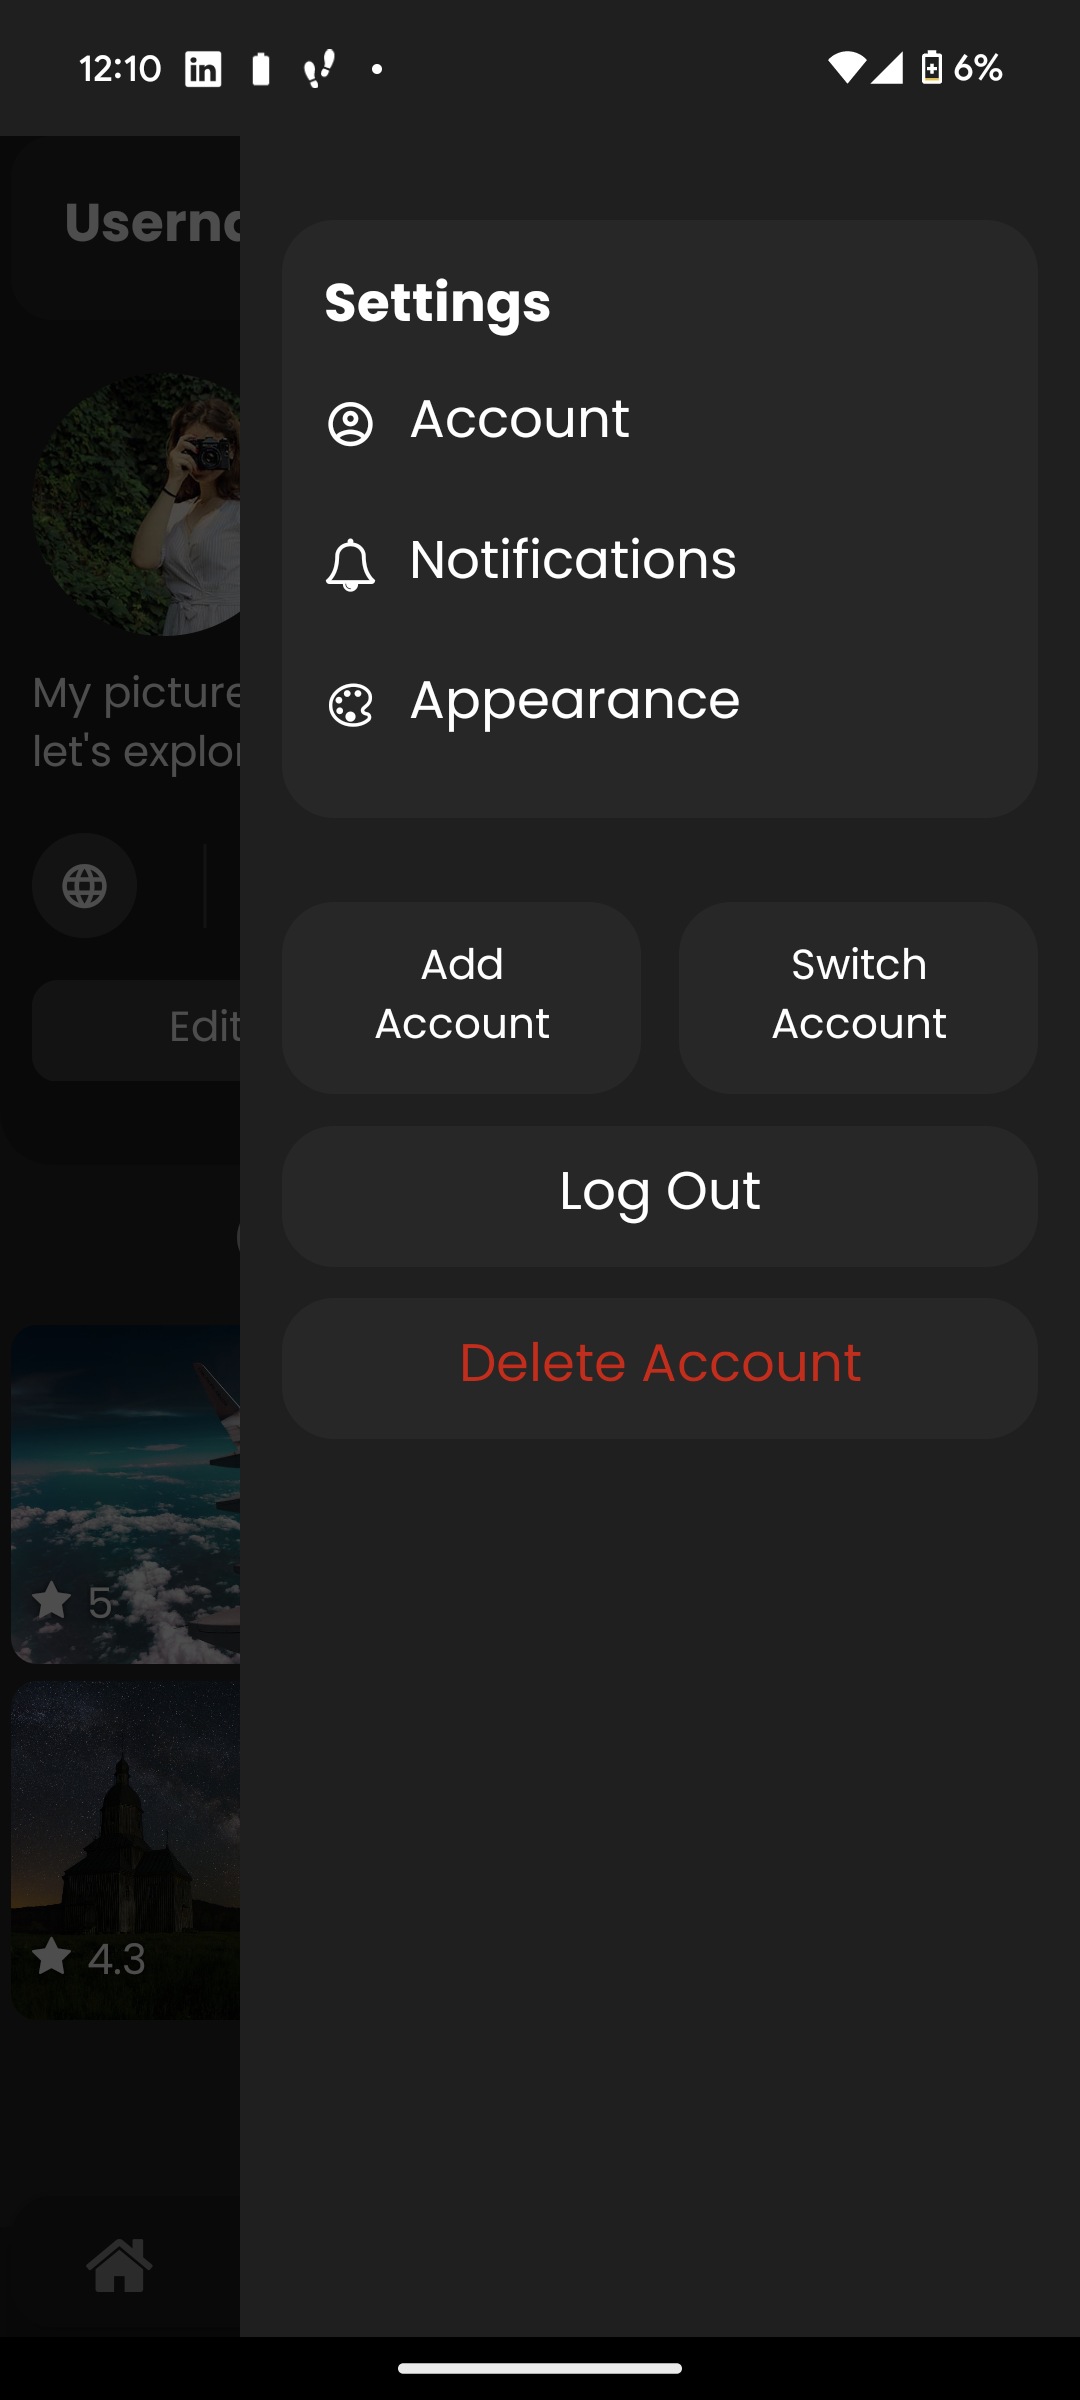 12:10
6%
Settings
Account
Notifications
Appearance
Add
Account
Switch
Account
Log Out
Delete Account
My picture
let's explor
Edit
5
4.3